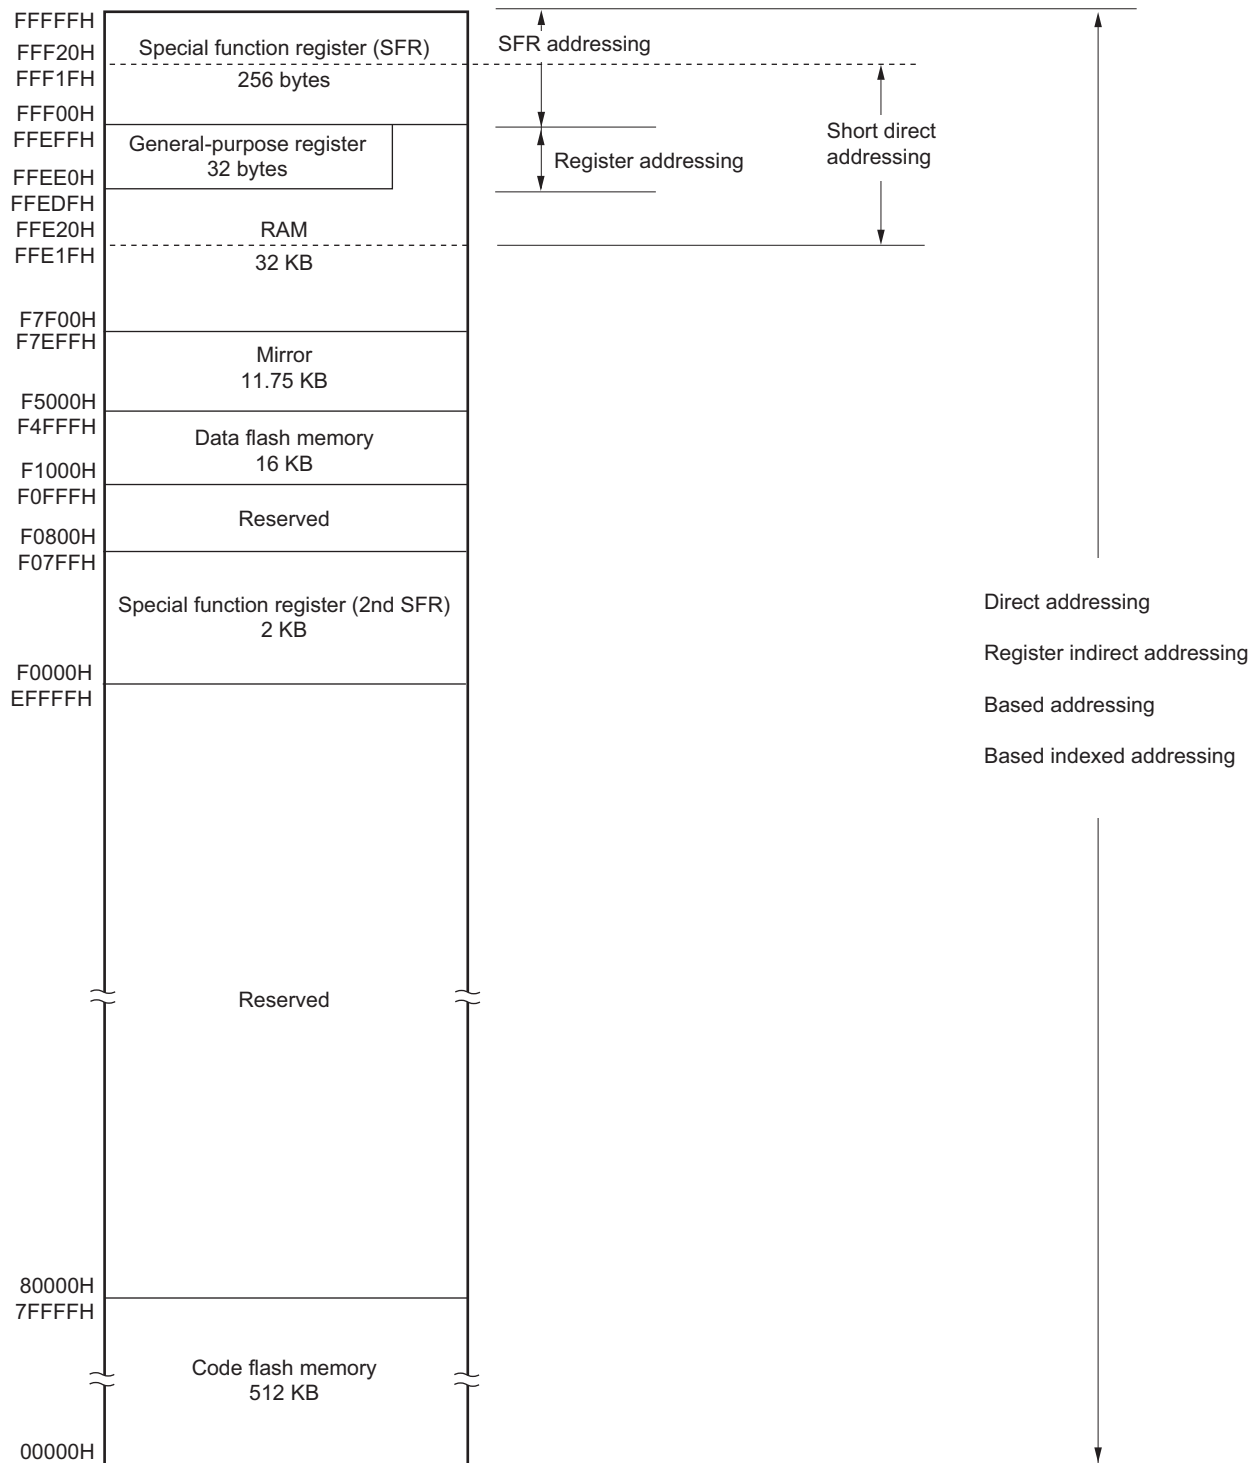 FFFFFH
FFF20H
FFF1FH
FFF00H
FFEFFH
FFEE0H
FFEDFH
FFE20H
FFE1FH
F7F00H
F7EFFH
F5000H
F4FFFH
F1000H
F0FFFH
F0800H
F07FFH
F0000H
EFFFFH
80000H
7FFFFH
00000H
Special function register (SFR)
256 bytes
General-purpose register
32 bytes
RAM
32 KB
Mirror
11.75 KB
Data flash memory
16 KB
Reserved
Special function register (2nd SFR)
2 KB
Reserved
Code flash memory
512 KB
SFR addressing
Register addressing
Short direct
addressing
Direct addressing
Register indirect addressing
Based addressing
Based indexed addressing